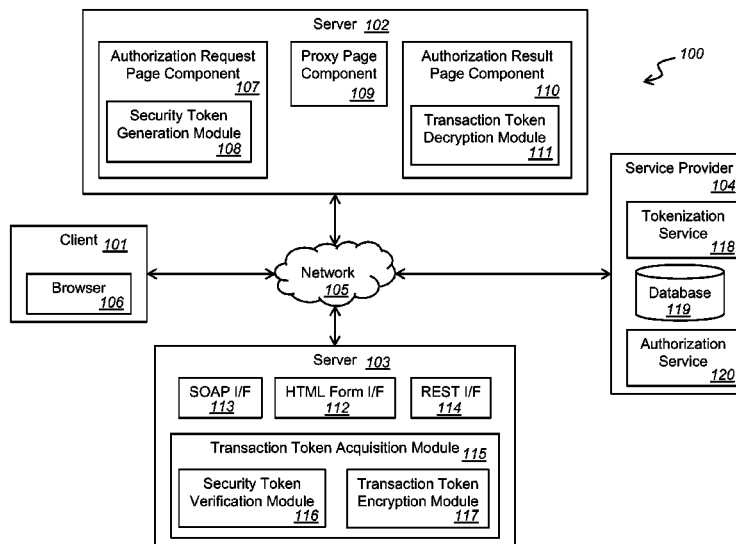 Server 102
Authorization Request
Page Component
107
Security Token
Generation Module
108
Proxy Page
Component
109
Authorization Result
Page Component
110
Transaction Token
Decryption Module
111
100
Service Provider
104
Tokenization
Service
118
Database
119
Authorization
Service
120
Client 101
Browser
106
Network
105
Server 103
SOAP I/F
113
HTML Form I/F
112
REST I/F
114
Transaction Token Acquisition Module 115
Security Token
Verification Module
116
Transaction Token
Encryption Module
117